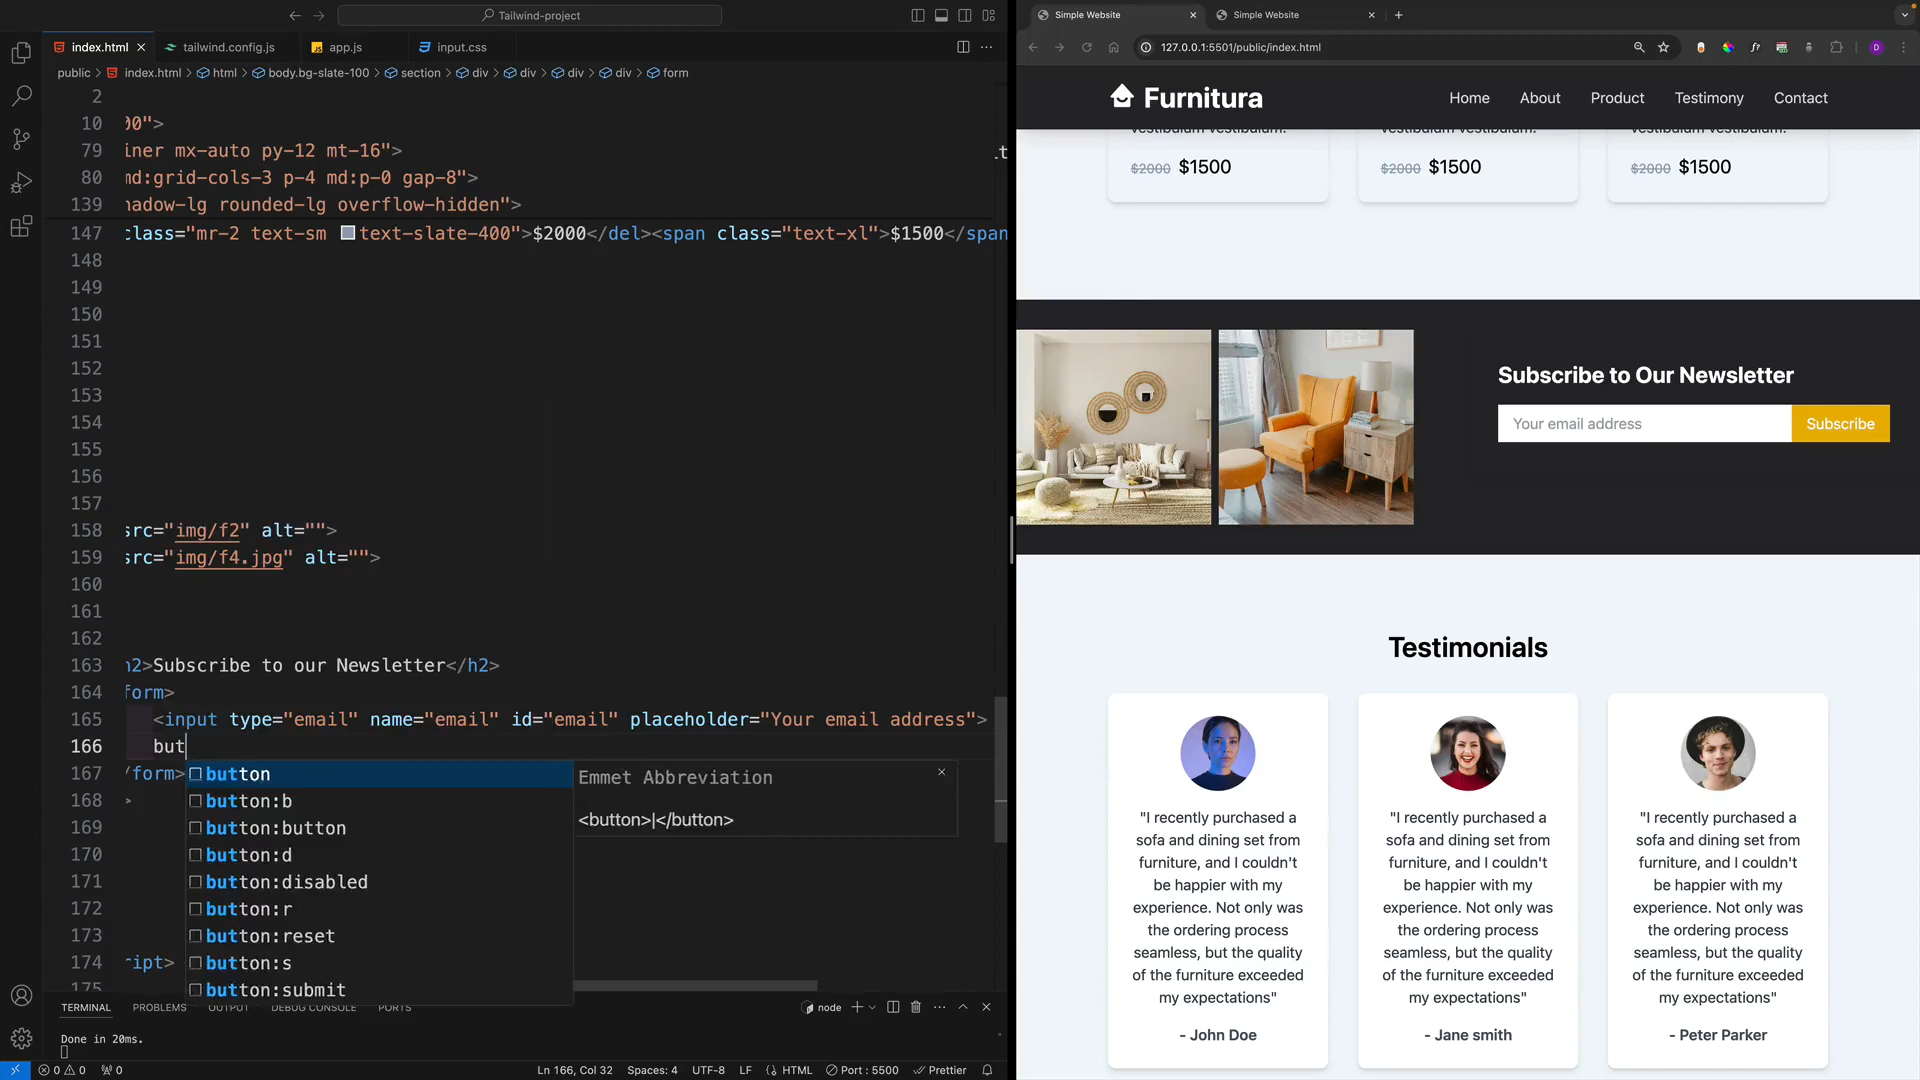 Tailwind-project
index.html
tailwind.config.js
app.js
input.css
public > index.html > html > body.bg-slate-100 > section > div > div > div > div > form
2
10 00">
79 iner mx-auto py-12 mt-16">
80 md:grid-cols-3 p-4 md:p-0 gap-8">
139 hadow-lg rounded-lg overflow-hidden">
147 class="mr-2 text-sm text-slate-400">$2000</del><span class="text-xl">$1500</span
148
149
150
151
152
153
154
155
156
157
158 src="img/f2" alt="">
159 src="img/f4.jpg" alt="">
160
161
162
163 h2>Subscribe to our Newsletter</h2>
164 form>
165 <input type="email" name="email" id="email" placeholder="Your email address">
166 but
167 /form>
168 >
169
170
171
172
173
174 ript>
175
button
button:b
button:button
button:d
button:disabled
button:r
button:reset
button:s
button:submit
Emmet Abbreviation
<button>|</button>
TERMINAL PROBLEMS OUTPUT DEBUG CONSOLE PORTS
node
Done in 20ms.
0 0 0
Ln 166, Col 32 Spaces: 4 UTF-8 LF HTML Port : 5500 Prettier
Simple Website
Simple Website
127.0.0.1:5501/public/index.html
D
Furnitura
Home About Product Testimony Contact
vestibulum vestibulum.
vestibulum vestibulum.
vestibulum vestibulum.
$2000 $1500
$2000 $1500
$2000 $1500
Subscribe to Our Newsletter
Your email address
Subscribe
Testimonials
"I recently purchased a
sofa and dining set from
furniture, and I couldn't
be happier with my
experience. Not only was
the ordering process
seamless, but the quality
of the furniture exceeded
my expectations"
- John Doe
"I recently purchased a
sofa and dining set from
furniture, and I couldn't
be happier with my
experience. Not only was
the ordering process
seamless, but the quality
of the furniture exceeded
my expectations"
- Jane smith
"I recently purchased a
sofa and dining set from
furniture, and I couldn't
be happier with my
experience. Not only was
the ordering process
seamless, but the quality
of the furniture exceeded
my expectations"
- Peter Parker